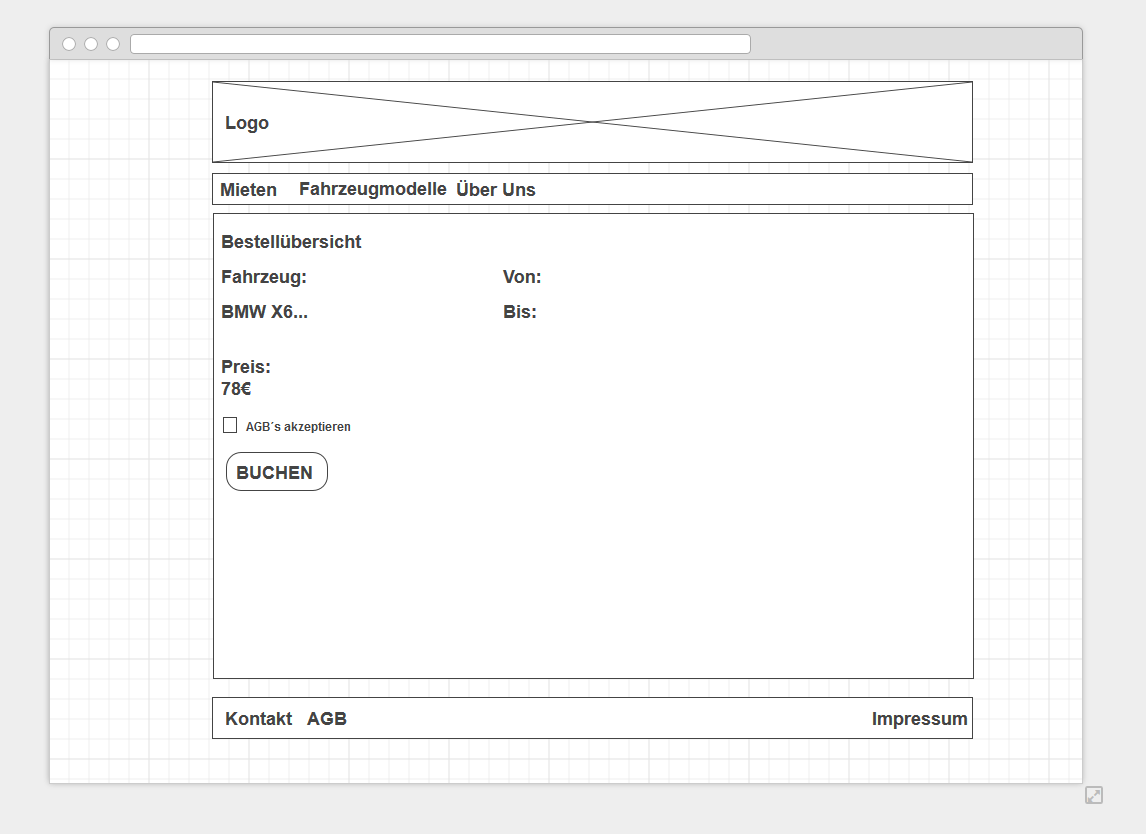 Logo
Mieten Fahrzeugmodelle Über Uns
Bestellübersicht
Fahrzeug: Von:
BMW X6... Bis:
Preis:
78€
AGB´s akzeptieren
BUCHEN
Kontakt AGB Impressum